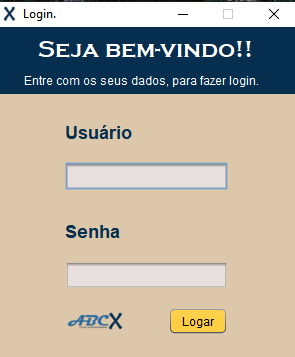 Login.
Seja bem-vindo!!
Entre com os seus dados, para fazer login.
Usuário
Senha
ABCX
Logar